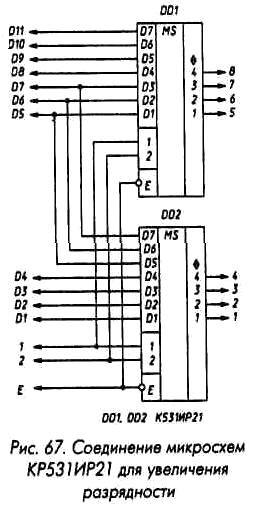 DD1
D11 D7 MS
D10 D6
D9 D5 Ф
D8 D4 4 8
D7 D3 3 7
D6 D2 2 6
D5 D1 1 5
1
2
E
DD2
D7 MS
D6
D5 Ф
D4 D4 4 4
D3 D3 3 3
D2 D2 2 2
D1 D1 1 1
1 1
2 2
E E
DD1, DD2 К531ИР21
Рис. 67. Соединение микросхем
КР531ИР21 для увеличения
разрядности